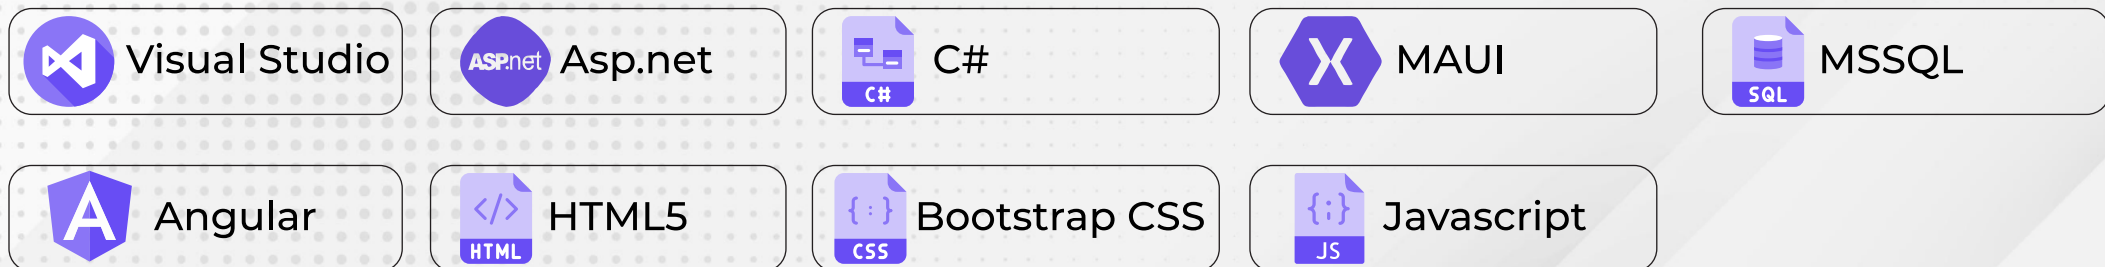 Visual Studio
ASP.net Asp.net
C# C#
MAUI
SQL MSSQL
Angular
HTML HTML5
CSS Bootstrap CSS
JS Javascript